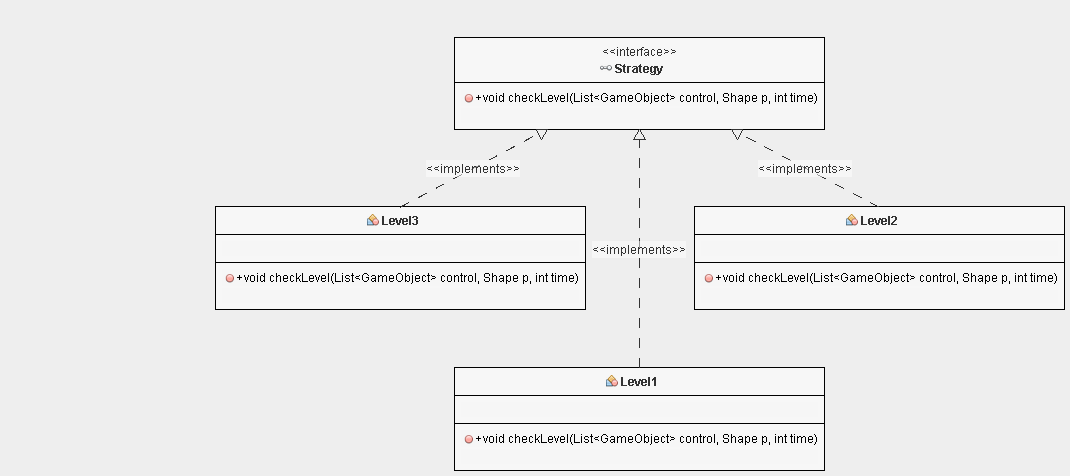 <<interface>>
Strategy
+void checkLevel(List<GameObject> control, Shape p, int time)
<<implements>>
<<implements>>
Level3
Level2
<<implements>>
+void checkLevel(List<GameObject> control, Shape p, int time)
+void checkLevel(List<GameObject> control, Shape p, int time)
Level1
+void checkLevel(List<GameObject> control, Shape p, int time)